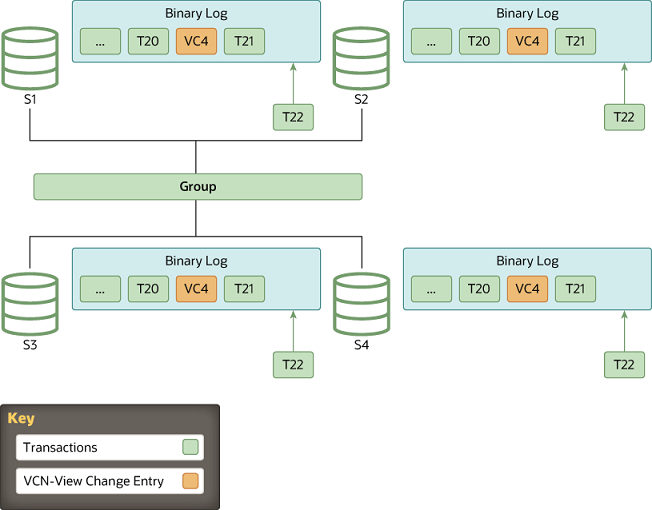 Binary Log
... T20 VC4 T21
S1
T22
Binary Log
... T20 VC4 T21
S2
T22
Group
Binary Log
... T20 VC4 T21
S3
T22
Binary Log
... T20 VC4 T21
S4
T22
Key
Transactions
VCN-View Change Entry